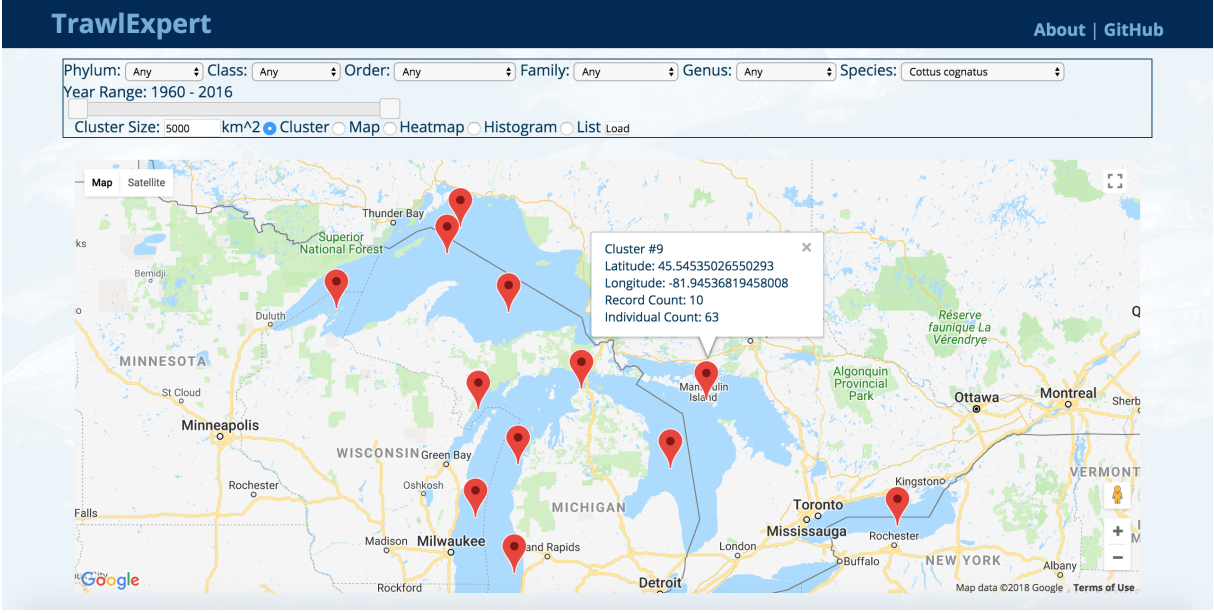 TrawlExpert
About | GitHub
Phylum: Any Class: Any Order: Any Family: Any Genus: Any Species: Cottus cognatus
Year Range: 1960 - 2016
Cluster Size: 5000 km^2 Cluster Map Heatmap Histogram List Load
Map Satellite
Thunder Bay
Superior
National Forest
ks
Bemidji
Duluth
Cluster #9
Latitude: 45.54535026550293
Longitude: -81.94536819458008
Record Count: 10
Individual Count: 63
×
Q
Réserve
faunique La
Vérendrye
MINNESOTA
St Cloud
Minneapolis
Man ulin
Island
Algonquin
Provincial
Park
Ottawa
Montreal
Sherb
WISCONSIN
Green Bay
Oshkosh
Rochester
Falls
MICHIGAN
Kingston
VERMONT
Toronto
Mississauga
Rochester
Madison
Milwaukee
and Rapids
London
Buffalo
NEW YORK
Albany
M
+
−
Google
Rockford
Detroit
Map data ©2018 Google
Terms of Use